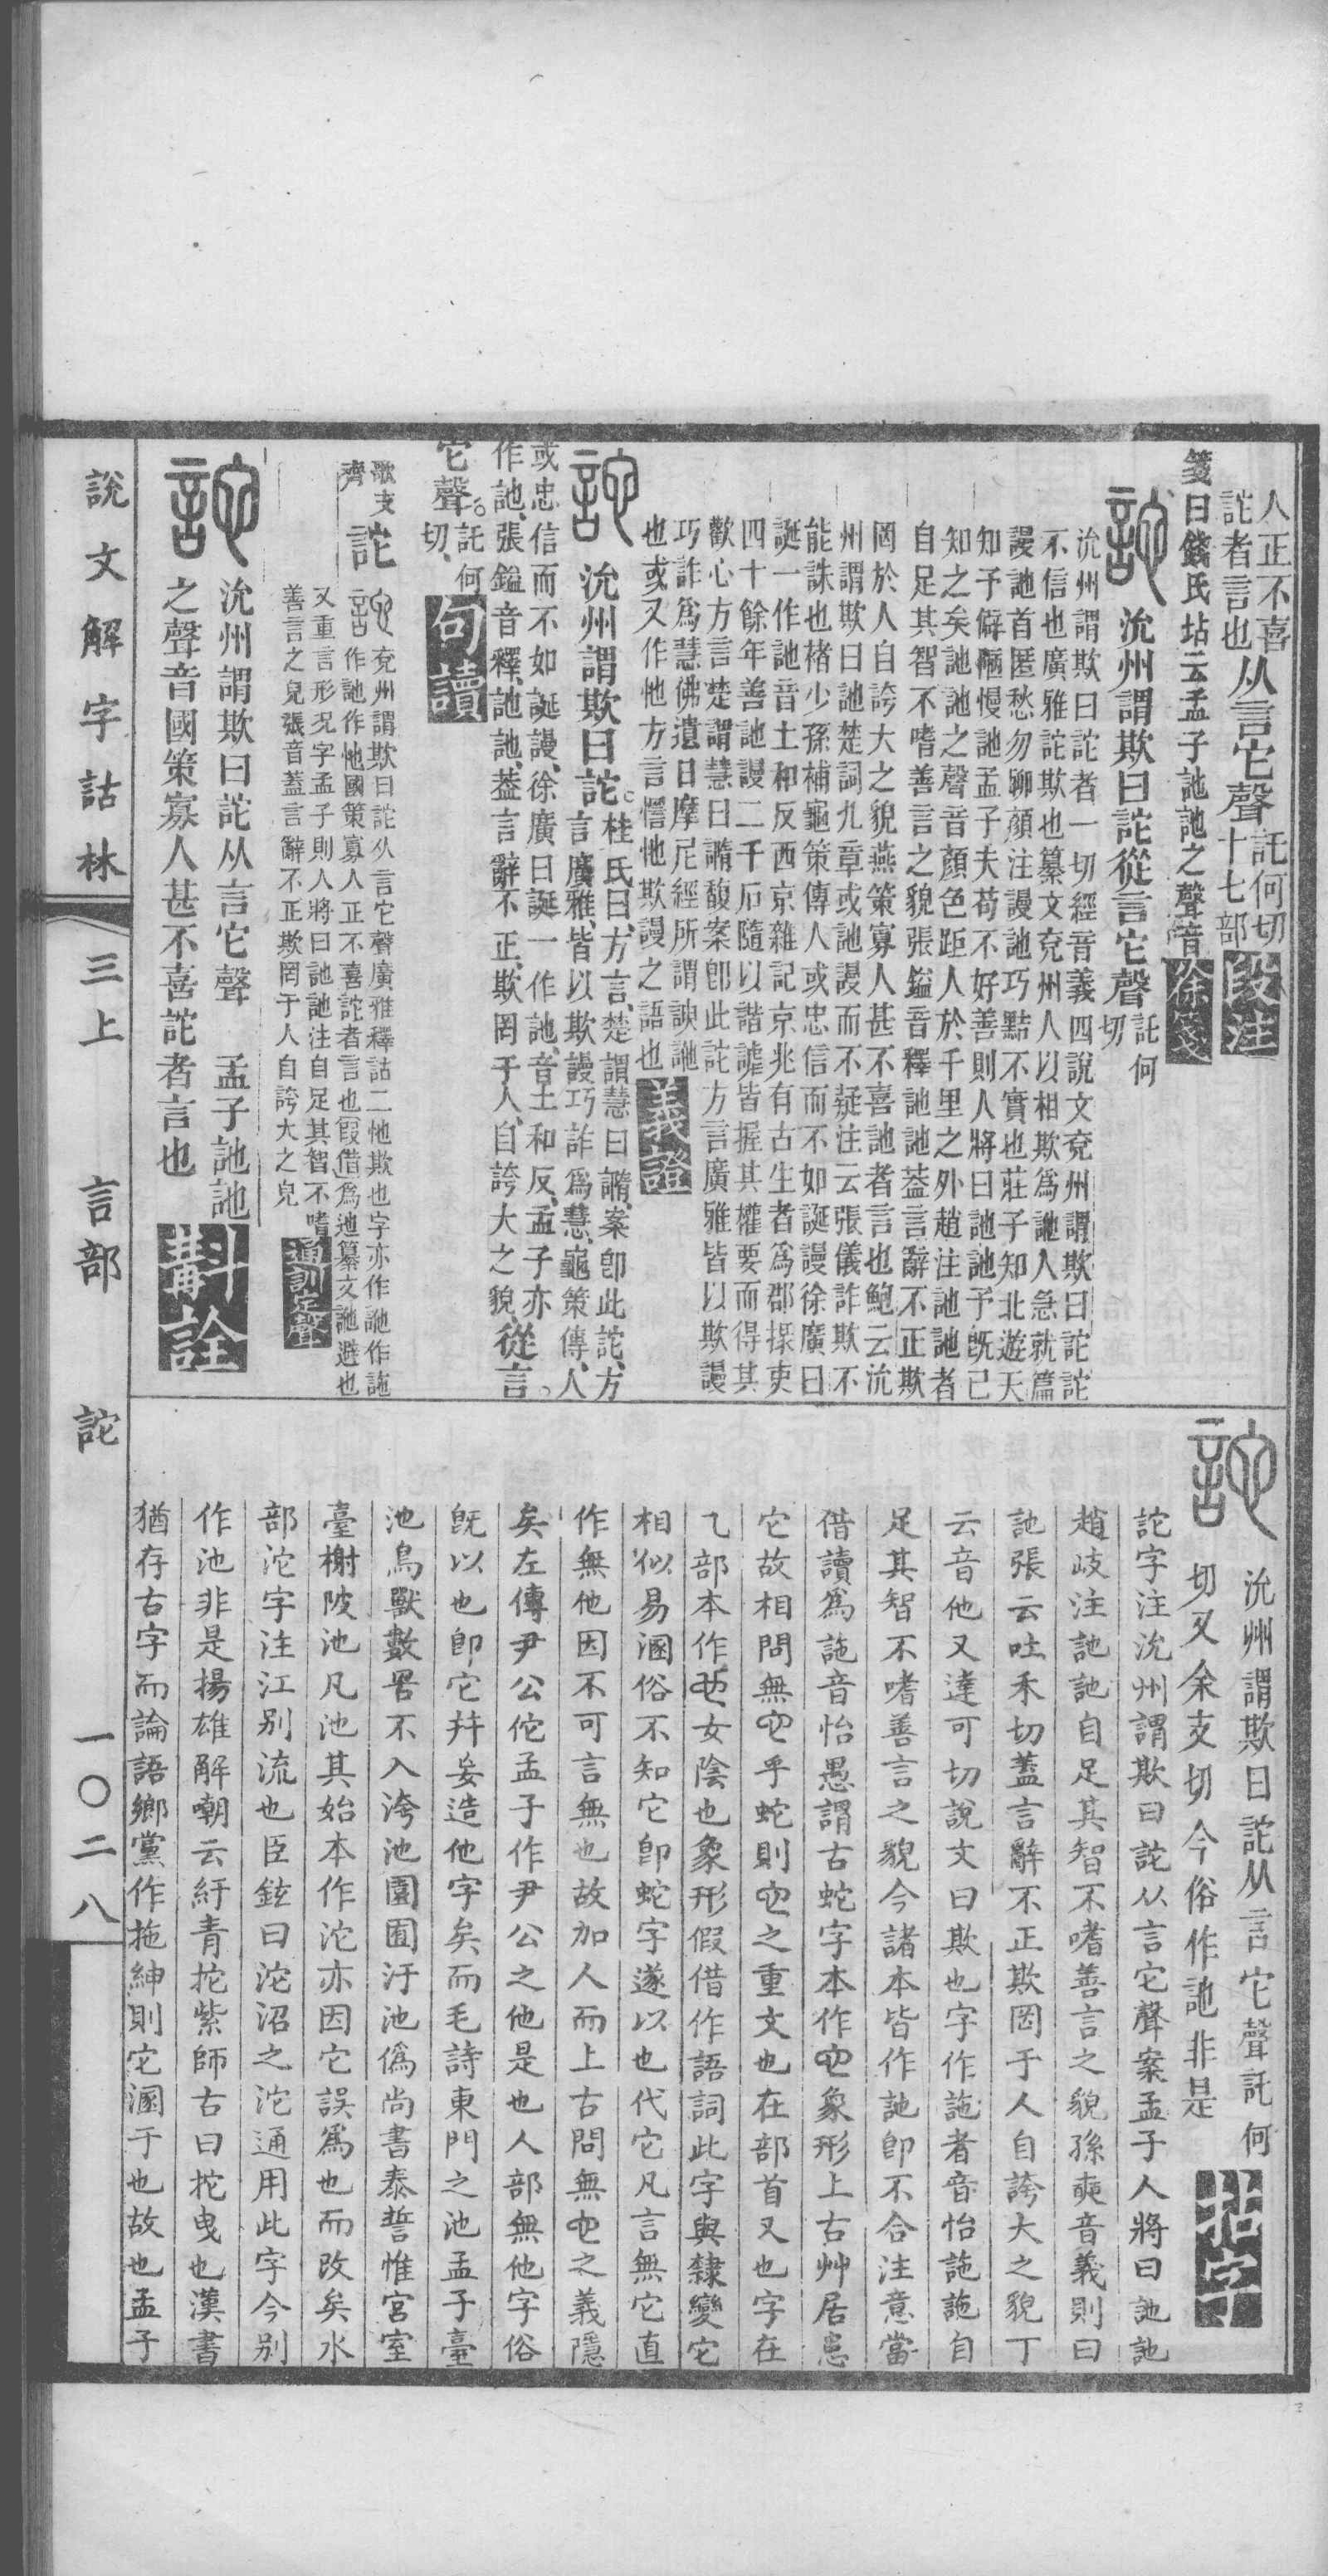 人正不喜
詑者言也从言它聲託何切
十七部段注
箋曰錢氏坫云孟子訑訑之聲音徐箋
沇州謂欺曰詑從言它聲託何
切
沇州謂欺曰詑者一切經音義四說文兗州謂欺曰詑詑
不信也廣雅詑欺也纂文兗州人以相欺爲訑人急就篇
謾訑首匿愁勿聊顏注謾訑巧黠不實也莊子知北遊天
知予僻陋慢訑孟子夫苟不好善則人將曰訑訑予旣已
知之矣訑訑之聲音顏色距人於千里之外趙注訑訑者
自足其智不嗜善言之貌張鎰音釋訑訑葢言辭不正欺
罔於人自誇大之貌燕策寡人甚不喜訑者言也鮑云沇
州謂欺曰訑楚詞九章或訑謾而不疑注云張儀詐欺不
能誅也褚少孫補龜策傳人或忠信而不如誕謾徐廣曰
誕一作訑音土和反西京雜記京兆有古生者爲都掾吏
四十餘年善訑謾二千石隨以諧謔皆握其權要而得其
歡心方言楚謂慧曰䜏馥案卽此詑方言廣雅皆以欺謾
巧詐爲慧佛遺日摩尼經所謂諛訑
也或又作忚方言憴忚欺謾之語也義證
沇州謂欺曰詑桂氏曰方言楚謂慧曰䜏案卽此詑方
言廣雅皆以欺謾巧詐爲慧龜策傳人
或忠信而不如誕謾徐廣曰誕一作訑音土和反孟子亦
作訑張鎰音釋訑訑葢言辭不正欺罔于人自誇大之貌從言
它聲託何
切句讀
歌支
齊
詑兗州謂欺曰詑从言它聲廣雅釋詁二忚欺也字亦作訑作詑
作訑作忚國策寡人正不喜詑者言也假借爲迆纂文訑避也
又重言形況字孟子則人將曰訑訑注自足其智不嗜
善言之皃張音蓋言辭不正欺罔于人自誇大之皃通訓定聲
沇州謂欺曰詑从言它聲 孟子訑訑
之聲音國策寡人甚不喜詑者言也斠詮
沇州謂欺曰詑从言它聲託何
切又余支切今俗作訑非是
詑字注沇州謂欺曰詑从言它聲案孟子人將曰訑訑
趙岐注訑訑自足其智不嗜善言之貌孫奭音義則曰
訑張云吐禾切蓋言辭不正欺罔于人自誇大之貌丁
云音他又達可切說文曰欺也字作詑者音怡詑詑自
足其智不嗜善言之貌今諸本皆作訑卽不合注意當
借讀爲詑音怡愚謂古蛇字本作它象形上古艸居患
它故相問無它乎蛇則它之重文也在部首又也字在
乁部本作也女陰也象形假借作語詞此字與隸變它
相似易溷俗不知它卽蛇字遂以也代它凡言無它直
作無他因不可言無也故加人而上古問無它之義隱
矣左傳尹公佗孟子作尹公之他是也人部無他字俗
旣以也卽它幷妄造他字矣而毛詩東門之池孟子臺
池鳥獸數罟不入洿池園囿汙池僞尚書泰誓惟宮室
臺榭陂池凡池其始本作沱亦因它誤爲也而改矣水
部沱字注江別流也臣鉉曰沱沼之沱通用此字今別
作池非是揚雄解嘲云紆青拕紫師古曰拕曳也漢書
猶存古字而論語鄉黨作拖紳則它溷于也故也孟子
說文解字詁林
三上
言部
詑
一〇二八